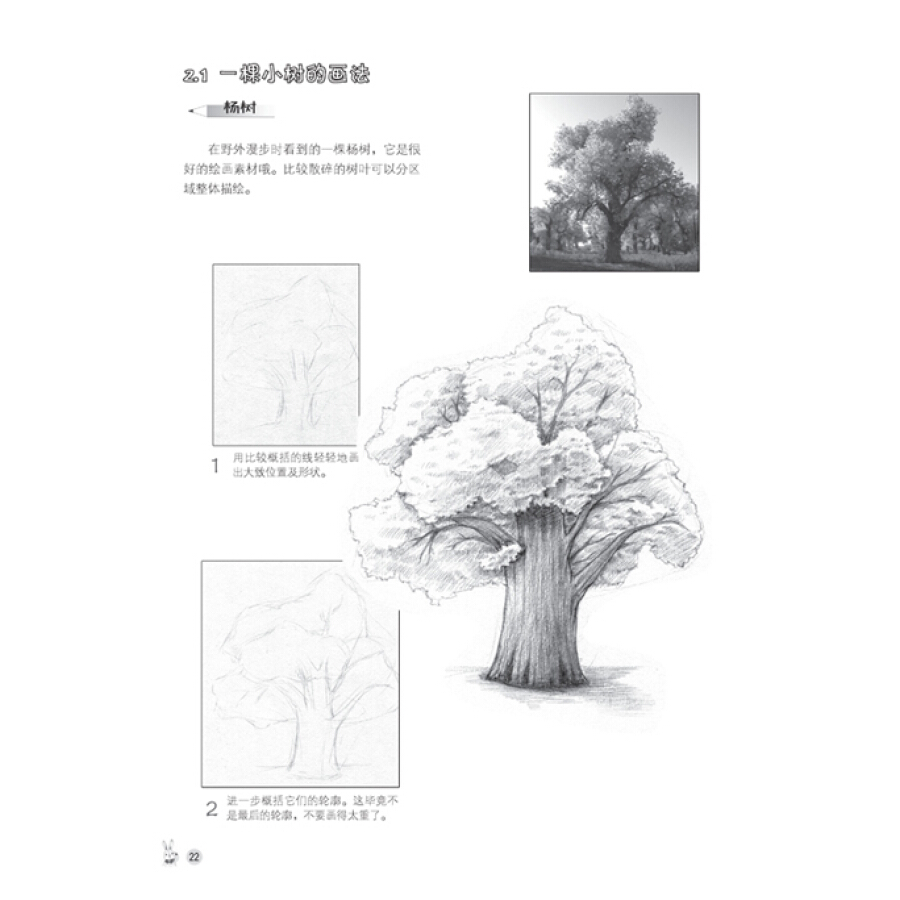 2.1 一棵小树的画法
杨树
在野外漫步时看到的一棵杨树，它是很
好的绘画素材哦。比较散碎的树叶可以分区
域整体描绘。
1 用比较概括的线轻轻地画
出大致位置及形状。
2 进一步概括它们的轮廓。这毕竟不
是最后的轮廓，不要画得太重了。
22